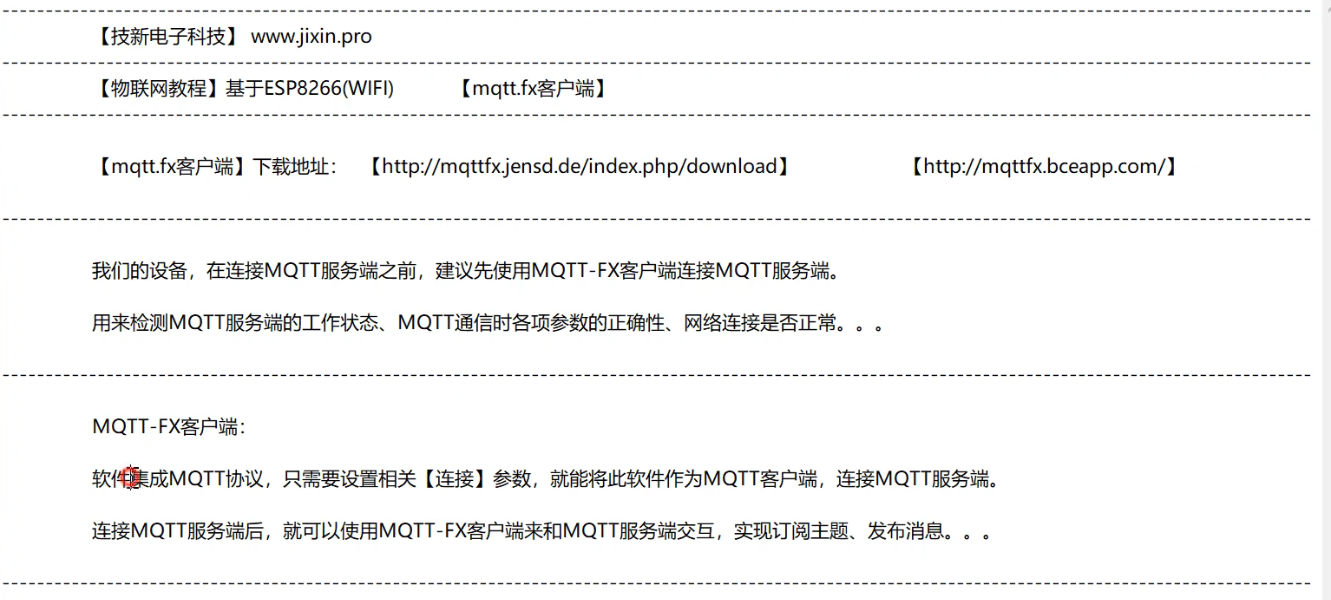 【技新电子科技】 www.jixin.pro
【物联网教程】基于ESP8266(WIFI) 【mqtt.fx客户端】
【mqtt.fx客户端】下载地址： 【http://mqttfx.jensd.de/index.php/download】 【http://mqttfx.bceapp.com/】
我们的设备，在连接MQTT服务端之前，建议先使用MQTT-FX客户端连接MQTT服务端。
用来检测MQTT服务端的工作状态、MQTT通信时各项参数的正确性、网络连接是否正常。。。
MQTT-FX客户端：
软件集成MQTT协议，只需要设置相关【连接】参数，就能将此软件作为MQTT客户端，连接MQTT服务端。
连接MQTT服务端后，就可以使用MQTT-FX客户端来和MQTT服务端交互，实现订阅主题、发布消息。。。